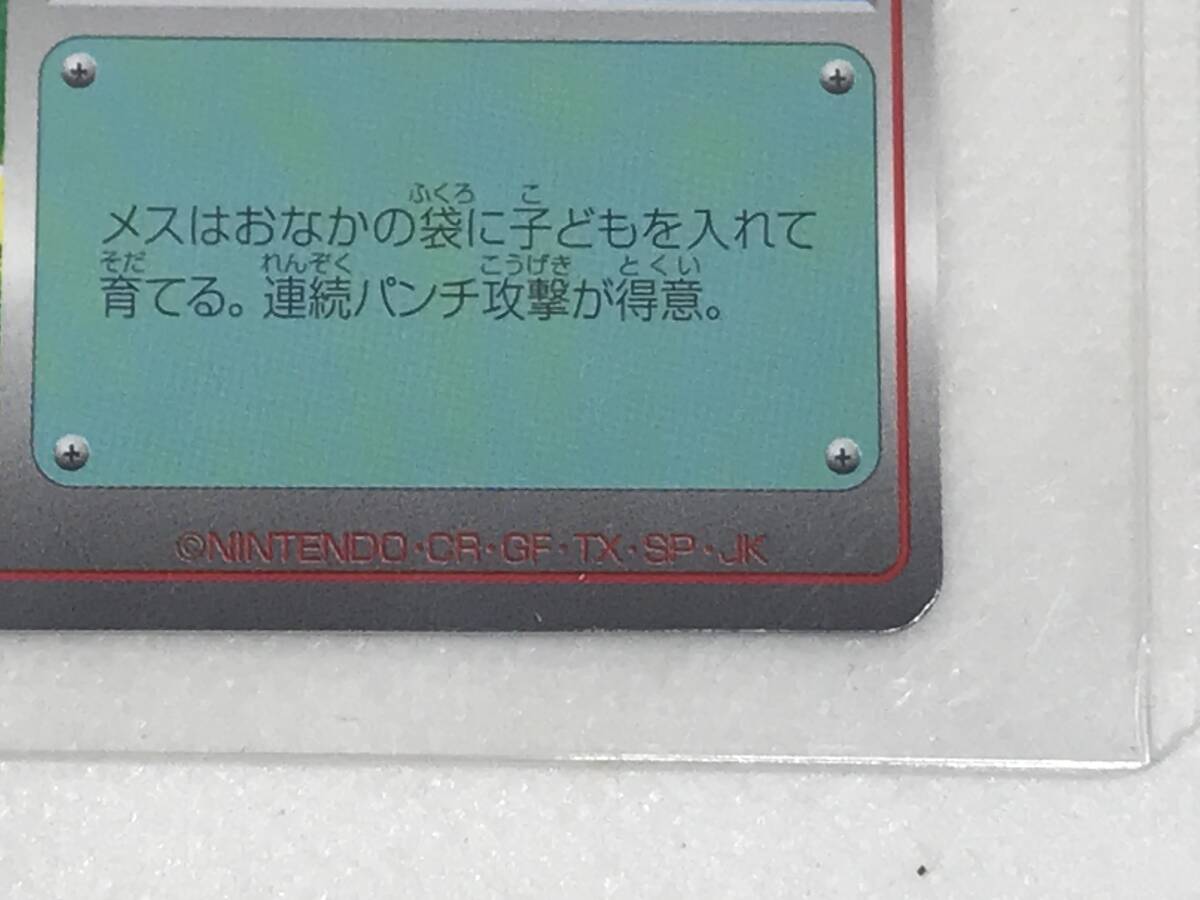 ふくろ こ
メスはおなかの袋に子どもを入れて
そだ れんぞく こうげき とくい
育てる。連続パンチ攻撃が得意。
©NINTENDO・CR・GF・TX・SP・JK